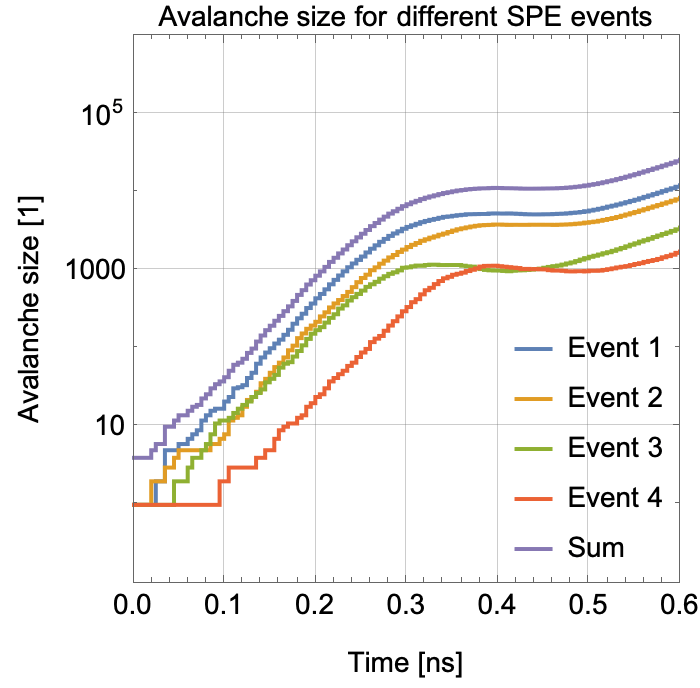 Avalanche size for different SPE events
Avalanche size [1]
10^5
1000
10
Event 1
Event 2
Event 3
Event 4
Sum
0.0 0.1 0.2 0.3 0.4 0.5 0.6
Time [ns]